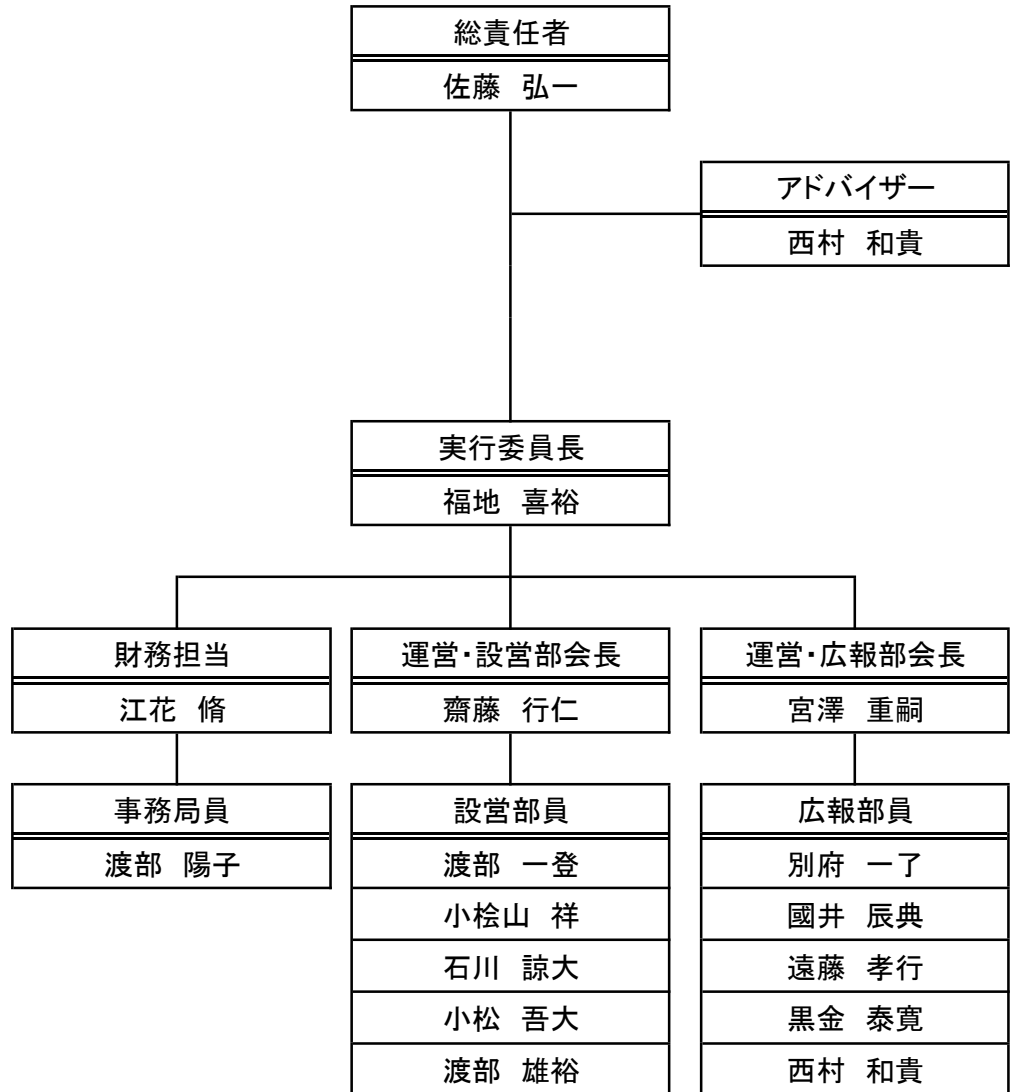 総責任者
佐藤 弘一
アドバイザー
西村 和貴
実行委員長
福地 喜裕
財務担当
江花 脩
運営・設営部会長
齋藤 行仁
運営・広報部会長
宮澤 重嗣
事務局員
渡部 陽子
設営部員
渡部 一登
小桧山 祥
石川 諒大
小松 吾大
渡部 雄裕
広報部員
別府 一了
國井 辰典
遠藤 孝行
黒金 泰寛
西村 和貴